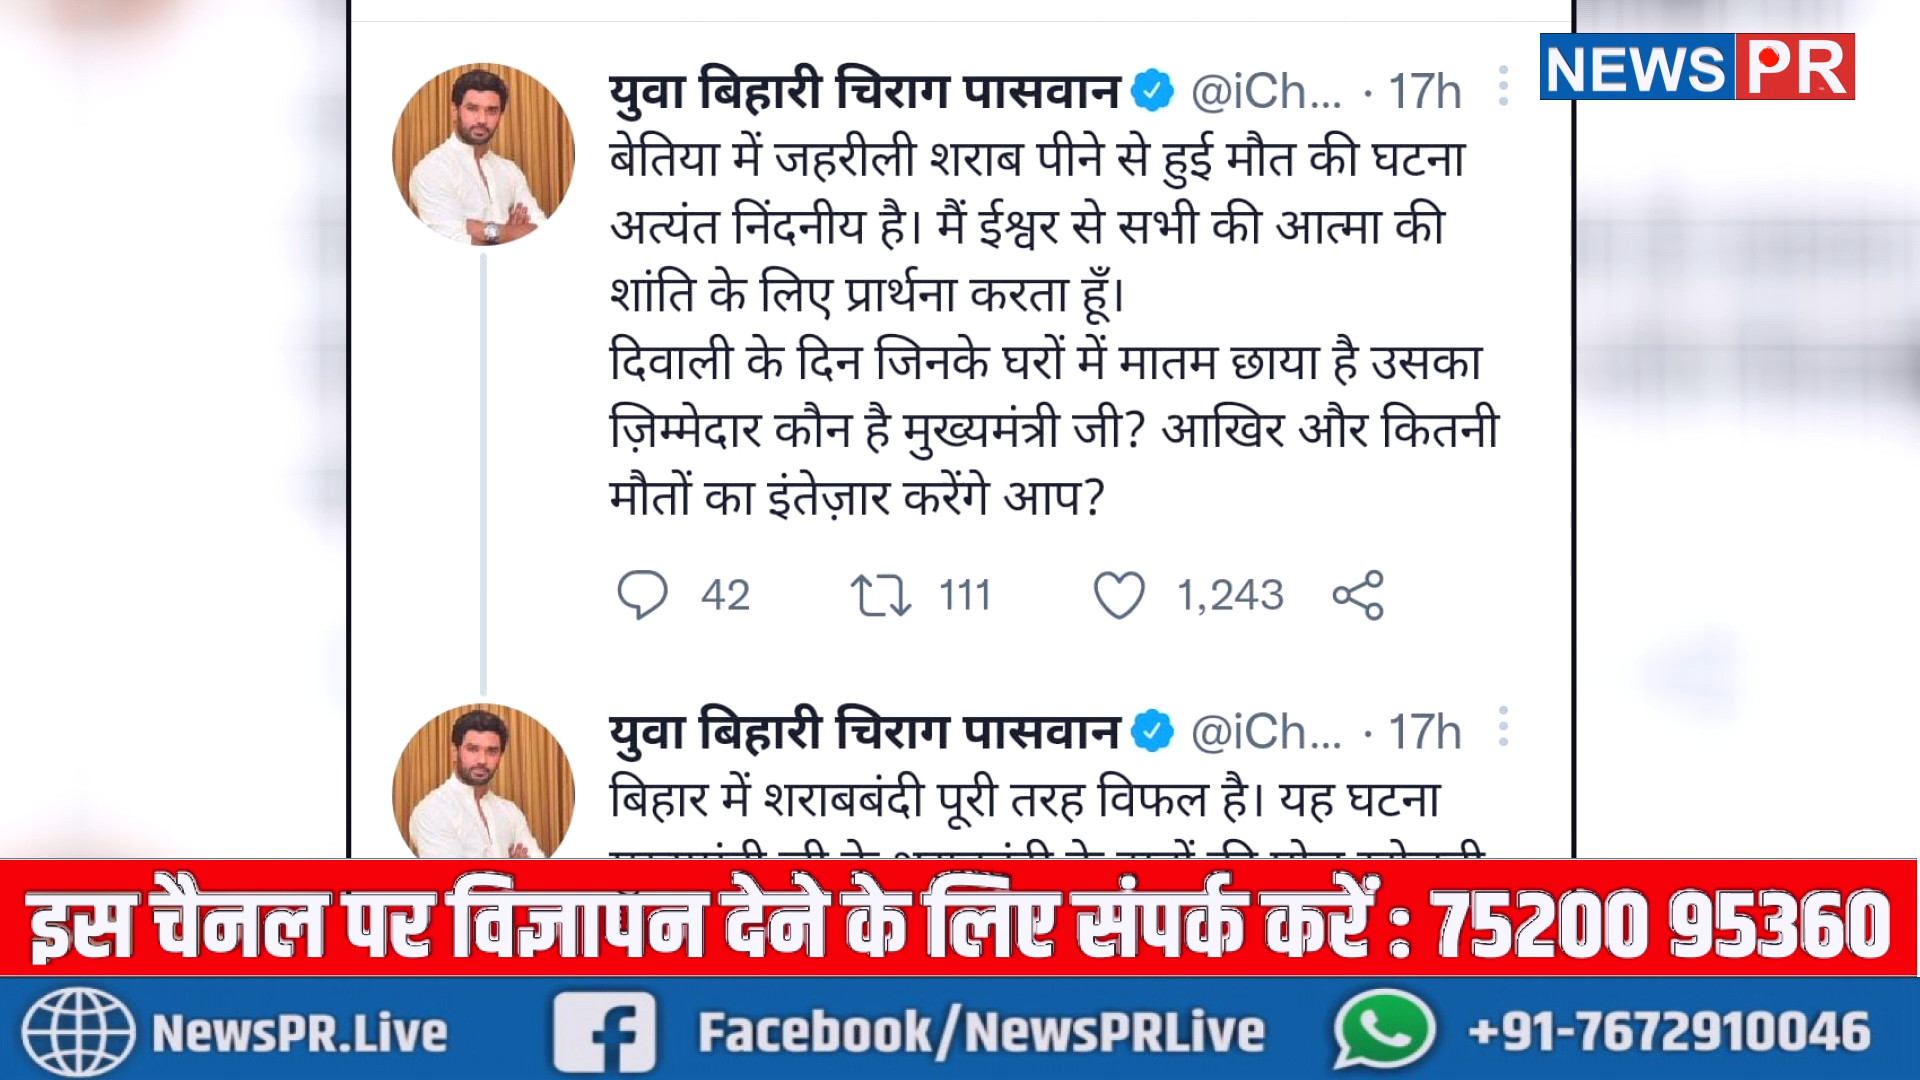 NEWS PR
युवा बिहारी चिराग पासवान @iCh... · 17h
बेतिया में जहरीली शराब पीने से हुई मौत की घटना
अत्यंत निंदनीय है। मैं ईश्वर से सभी की आत्मा की
शांति के लिए प्रार्थना करता हूँ।
दिवाली के दिन जिनके घरों में मातम छाया है उसका
ज़िम्मेदार कौन है मुख्यमंत्री जी? आखिर और कितनी
मौतों का इंतेज़ार करेंगे आप?
42 111 1,243
युवा बिहारी चिराग पासवान @iCh... · 17h
बिहार में शराबबंदी पूरी तरह विफल है। यह घटना
इस चैनल पर विज्ञापन देने के लिए संपर्क करें : 75200 95360
NewsPR.Live Facebook/NewsPRLive +91-7672910046